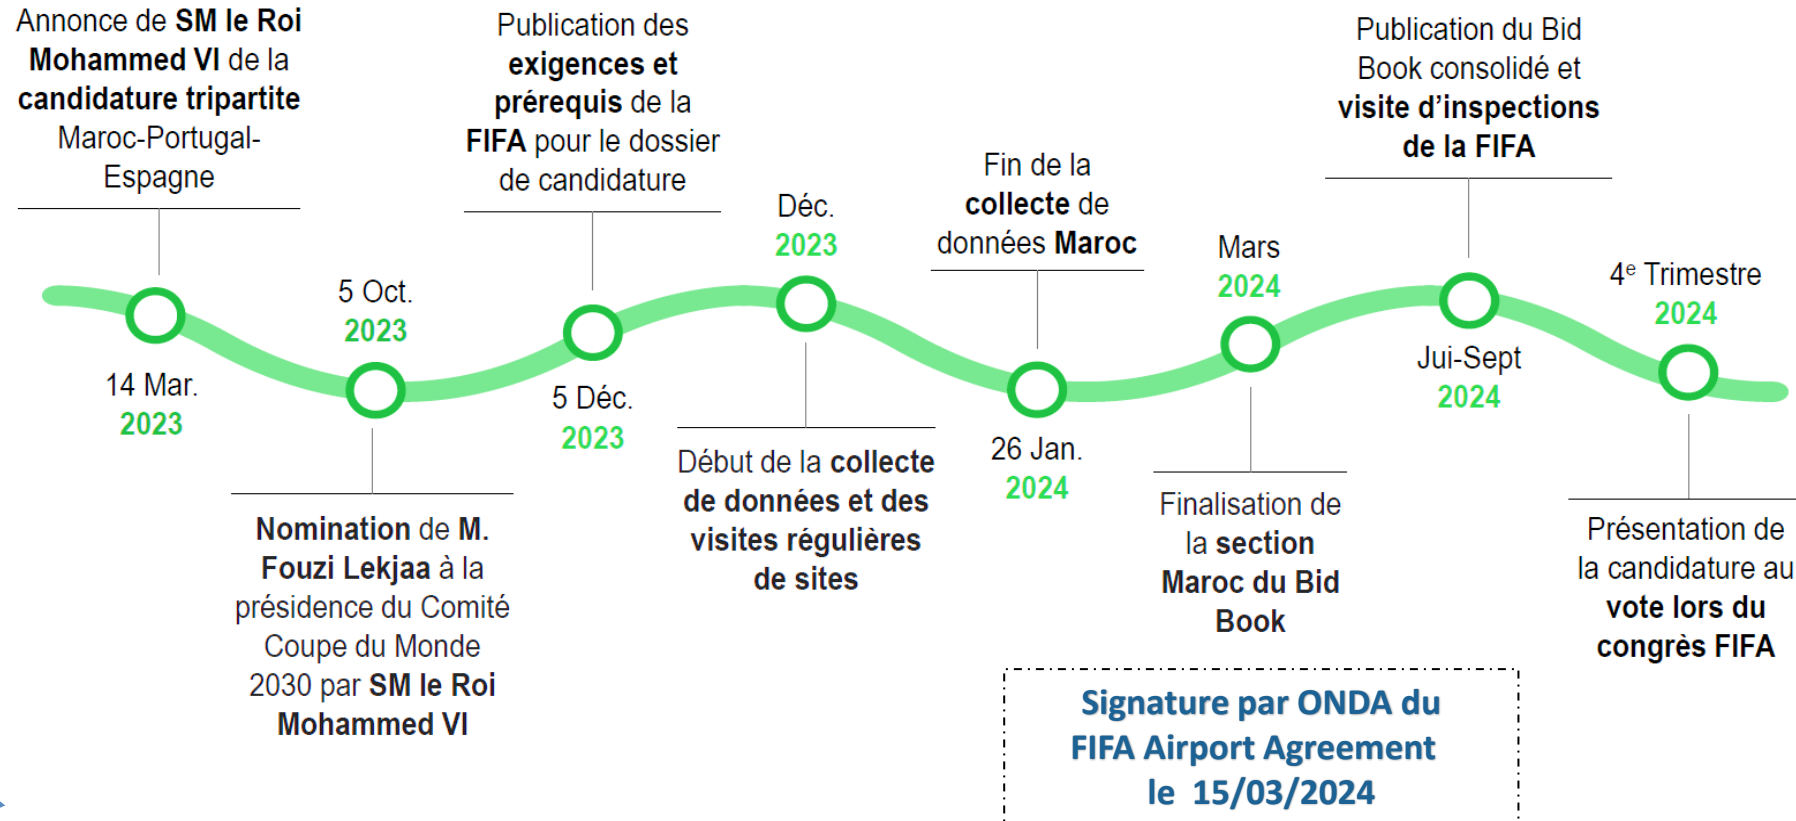 Annonce de SM le Roi
Mohammed VI de la
candidature tripartite
Maroc-Portugal-
Espagne
14 Mar.
2023
5 Oct.
2023
Nomination de M.
Fouzi Lekjaa à la
présidence du Comité
Coupe du Monde
2030 par SM le Roi
Mohammed VI
Publication des
exigences et
prérequis de la
FIFA pour le dossier
de candidature
5 Déc.
2023
Déc.
2023
Début de la collecte
de données et des
visites régulières
de sites
Fin de la
collecte de
données Maroc
26 Jan.
2024
Mars
2024
Finalisation de
la section
Maroc du Bid
Book
Publication du Bid
Book consolidé et
visite d’inspections
de la FIFA
Jui-Sept
2024
4e Trimestre
2024
Présentation de
la candidature au
vote lors du
congrès FIFA
Signature par ONDA du
FIFA Airport Agreement
le 15/03/2024